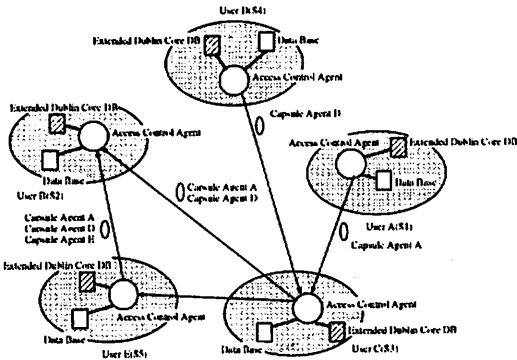 User D(S4)
Extended Dublin Core DB
Data Base
Access Control Agent
Capsule Agent D
Extended Dublin Core DB
Access Control Agent
Data Base
User B(S2)
Access Control Agent
Extended Dublin Core DB
Data Base
User A(S1)
Capsule Agent A
Capsule Agent A
Capsule Agent D
Capsule Agent A
Capsule Agent D
Capsule Agent E
Extended Dublin Core DB
Data Base
Access Control Agent
User E(S5)
Access Control Agent
Data Base
Extended Dublin Core DB
User C(S3)